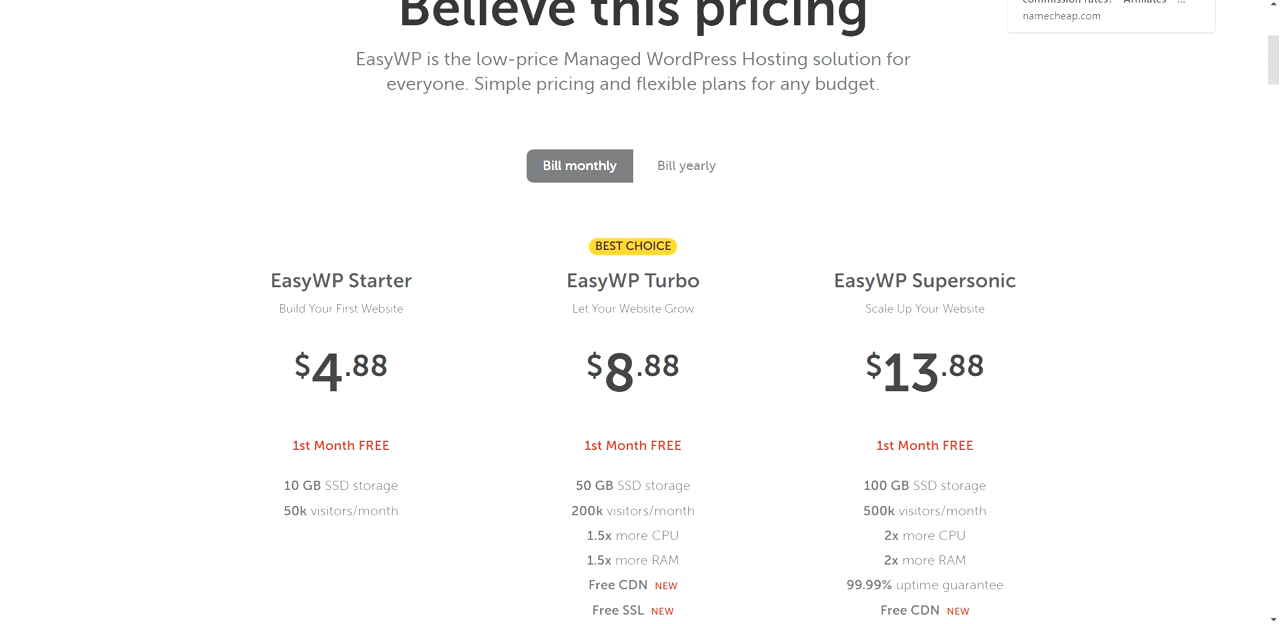 Believe this pricing
commission rates! - Affiliates - ...
namecheap.com
EasyWP is the low-price Managed WordPress Hosting solution for
everyone. Simple pricing and flexible plans for any budget.
Bill monthly
Bill yearly
BEST CHOICE
EasyWP Starter
Build Your First Website
$4.88
1st Month FREE
10 GB SSD storage
50k visitors/month
EasyWP Turbo
Let Your Website Grow
$8.88
1st Month FREE
50 GB SSD storage
200k visitors/month
1.5x more CPU
1.5x more RAM
Free CDN NEW
Free SSL NEW
EasyWP Supersonic
Scale Up Your Website
$13.88
1st Month FREE
100 GB SSD storage
500k visitors/month
2x more CPU
2x more RAM
99.99% uptime guarantee
Free CDN NEW